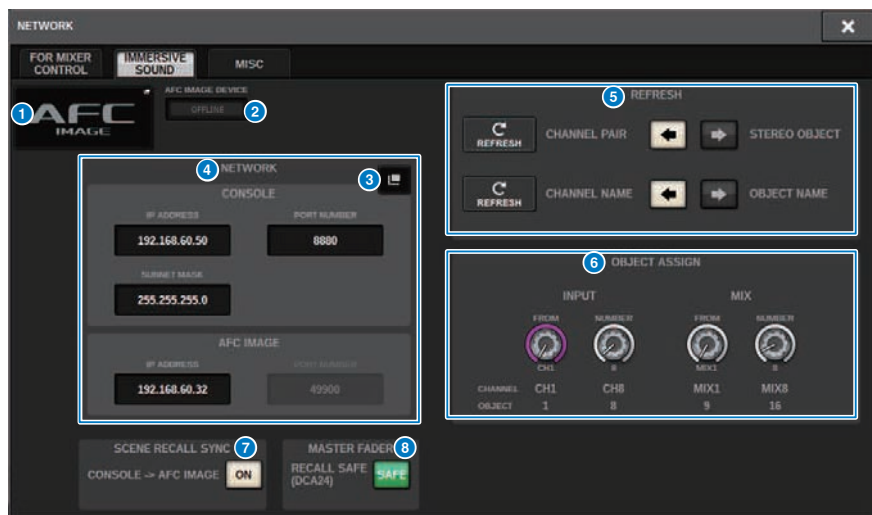 NETWORK
FOR MIXER CONTROL
IMMERSIVE SOUND
MISC
1
AFC IMAGE
AFC IMAGE DEVICE
OFFLINE
2
4 NETWORK
3
CONSOLE
IP ADDRESS
PORT NUMBER
192.168.60.50
8880
SUBNET MASK
255.255.255.0
AFC IMAGE
IP ADDRESS
PORT NUMBER
192.168.60.32
49900
SCENE RECALL SYNC 7
CONSOLE -> AFC IMAGE ON
MASTER FADER 8
RECALL SAFE (DCA24) SAFE
5 REFRESH
REFRESH CHANNEL PAIR STEREO OBJECT
REFRESH CHANNEL NAME OBJECT NAME
6 OBJECT ASSIGN
INPUT MIX
FROM NUMBER FROM NUMBER
CH1 8 MIX1 8
CHANNEL CH1 CH8 MIX1 MIX8
OBJECT 1 8 9 16